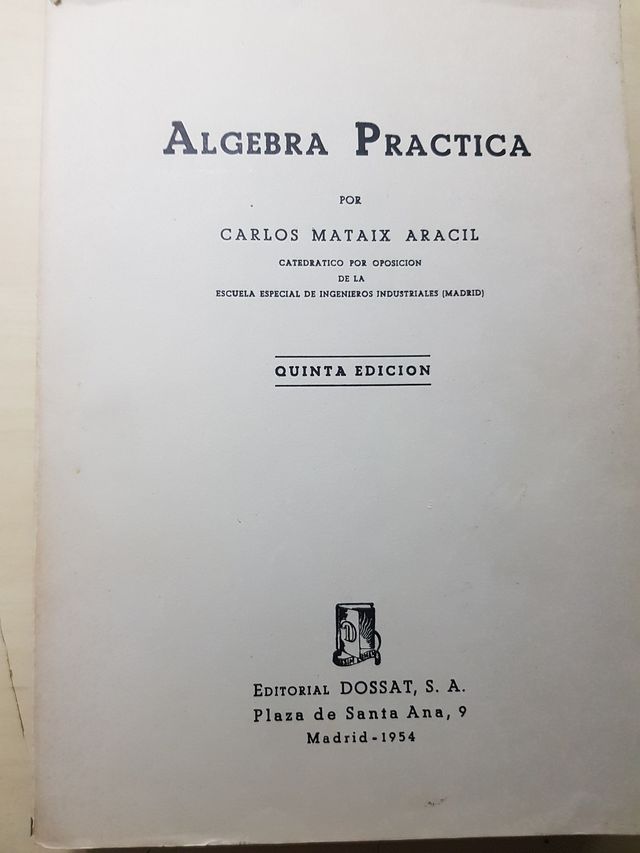 ALGEBRA PRACTICA
POR
CARLOS MATAIX ARACIL
CATEDRATICO POR OPOSICION
DE LA
ESCUELA ESPECIAL DE INGENIEROS INDUSTRIALES (MADRID)
QUINTA EDICION
D
EDITORIAL DOSSAT, S. A.
Plaza de Santa Ana, 9
Madrid-1954